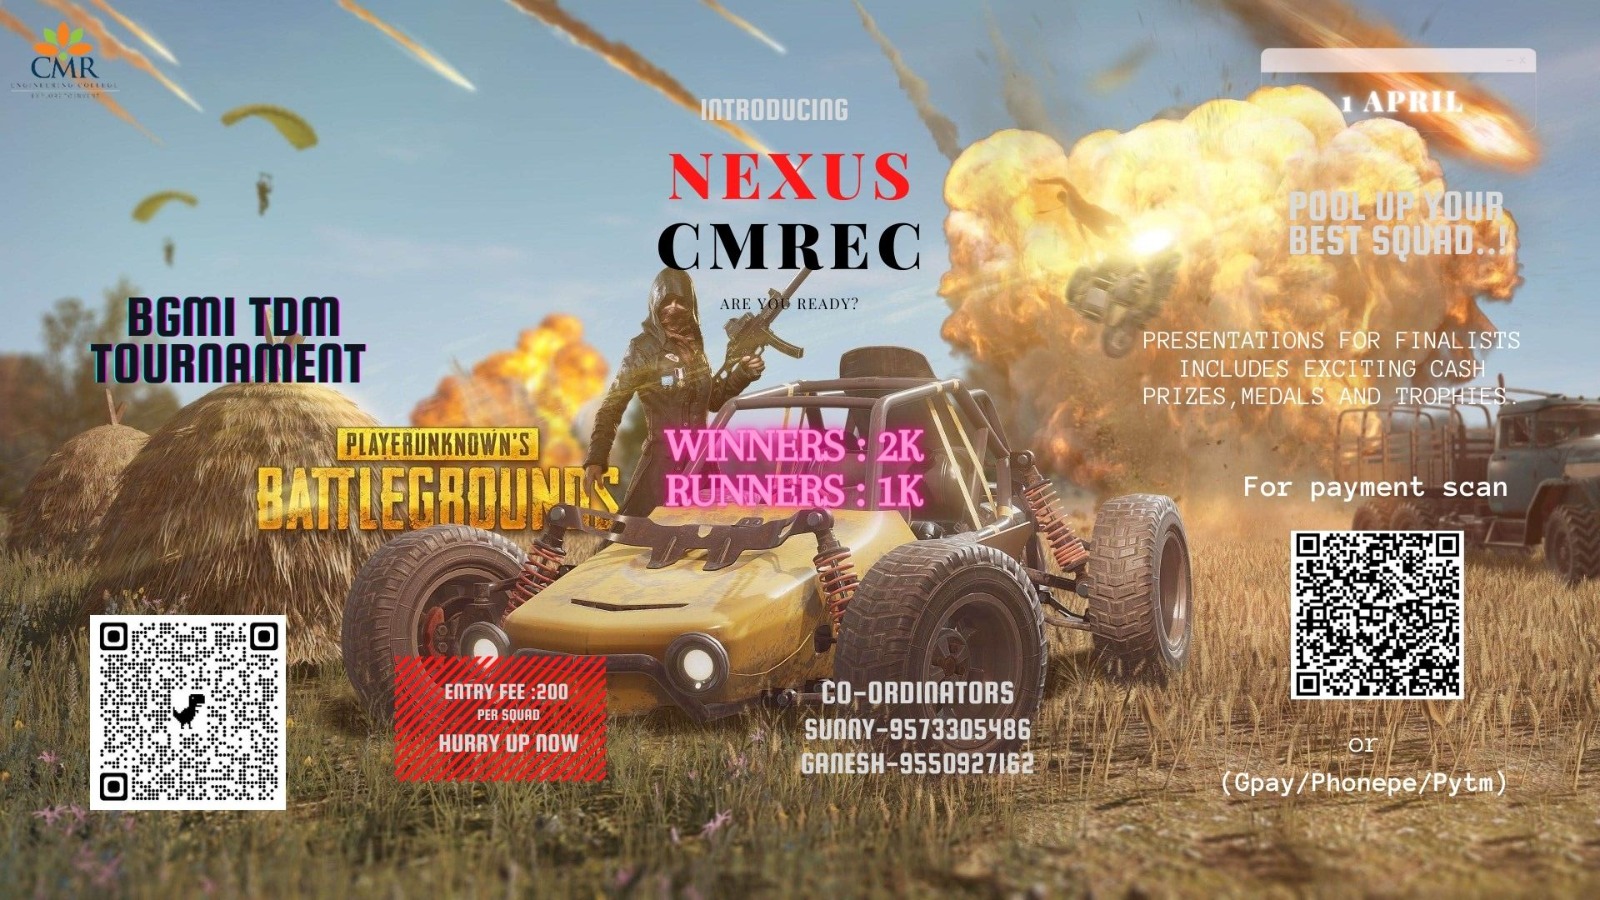 CMR
ENGINEERING COLLEGE
INTRODUCING
NEXUS
CMREC
ARE YOU READY?
1 APRIL
POOL UP YOUR
BEST SQUAD..!
BGMI TDM
TOURNAMENT
PRESENTATIONS FOR FINALISTS
INCLUDES EXCITING CASH
PRIZES,MEDALS AND TROPHIES.
PLAYERUNKNOWN'S
BATTLEGROUNDS
WINNERS : 2K
RUNNERS : 1K
For payment scan
ENTRY FEE :200
PER SQUAD
HURRY UP NOW
CO-ORDINATORS
SUNNY-9573305486
GANESH-9550927162
or
(Gpay/Phonepe/Pytm)